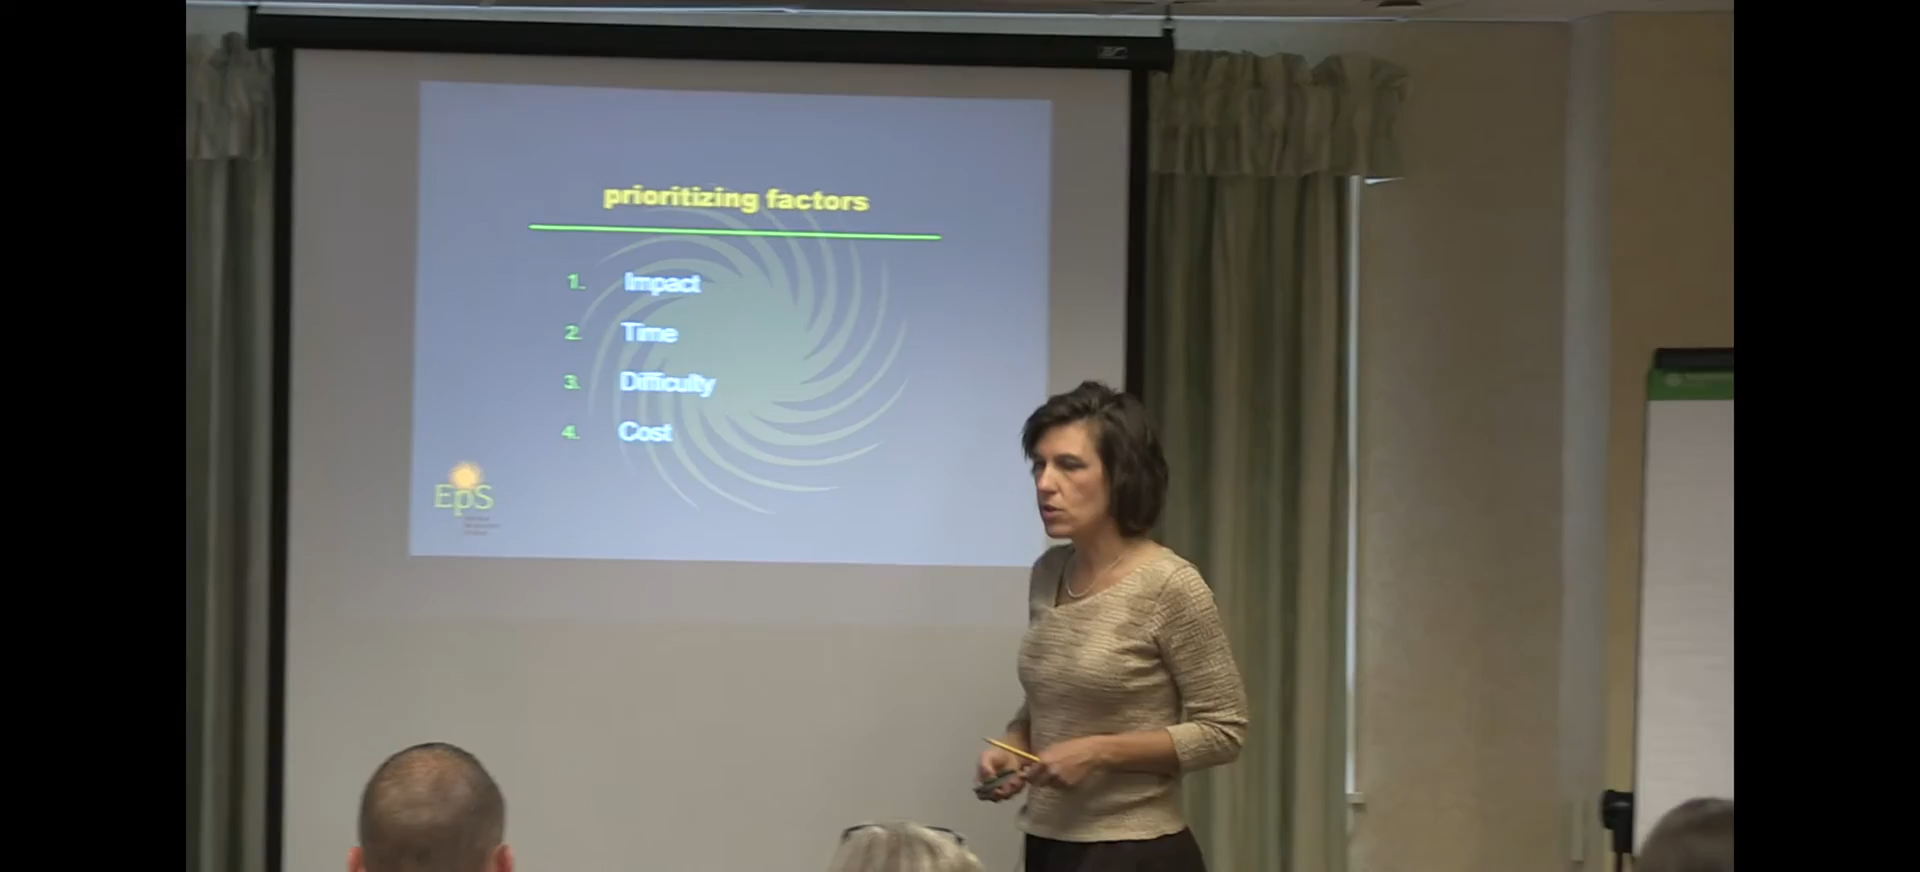 prioritizing factors
1. Impact
2. Time
3. Difficulty
4. Cost
EpS